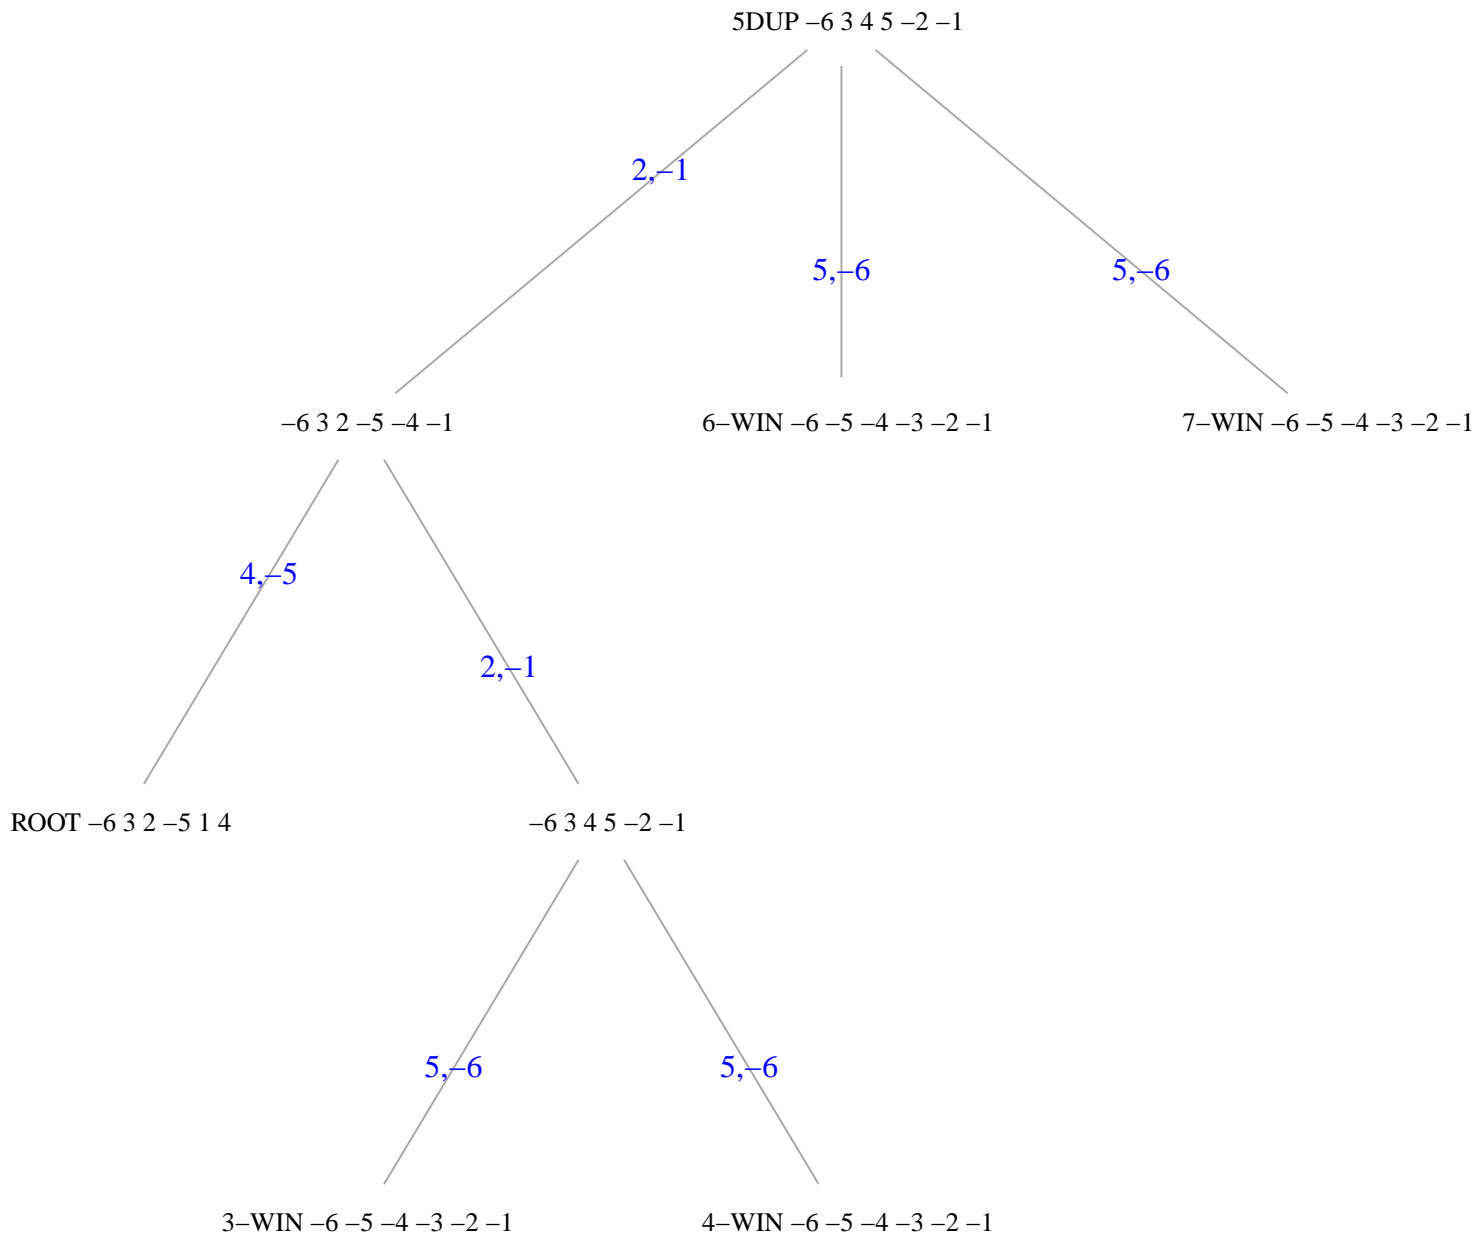 5DUP –6 3 4 5 –2 –1
2,–1
5,–6
5,–6
–6 3 2 –5 –4 –1
6–WIN –6 –5 –4 –3 –2 –1
7–WIN –6 –5 –4 –3 –2 –1
4,–5
2,–1
ROOT –6 3 2 –5 1 4
–6 3 4 5 –2 –1
5,–6
5,–6
3–WIN –6 –5 –4 –3 –2 –1
4–WIN –6 –5 –4 –3 –2 –1